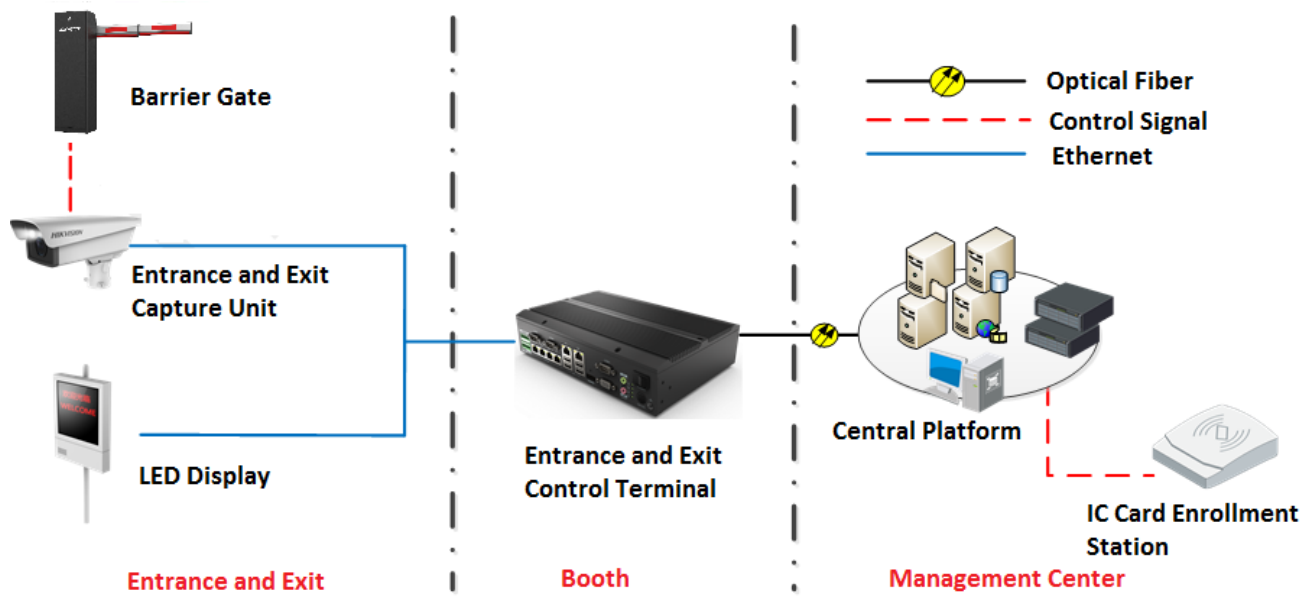 Barrier Gate
Optical Fiber
Control Signal
Ethernet
HIKVISION
Entrance and Exit
Capture Unit
WELCOME
LED Display
Entrance and Exit
Control Terminal
Central Platform
IC Card Enrollment
Station
Entrance and Exit
Booth
Management Center